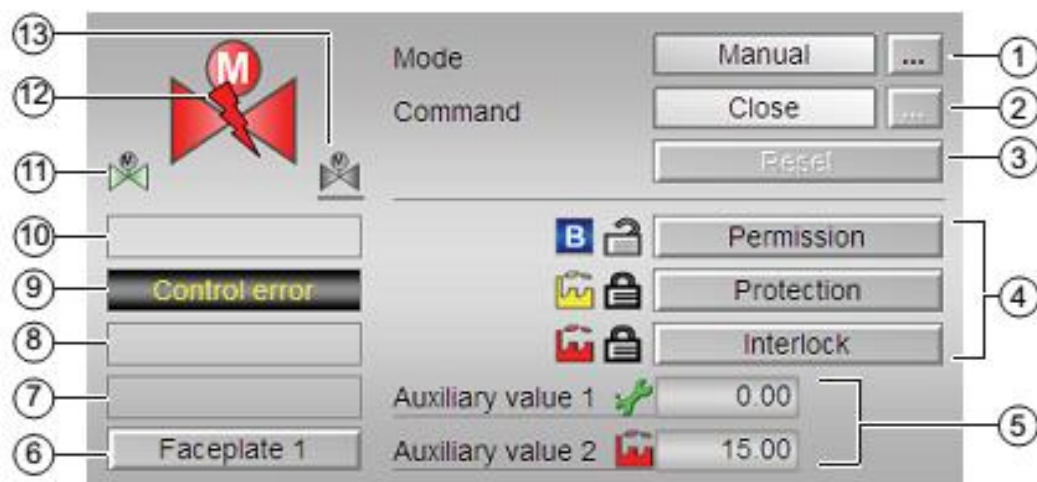 13
M
Mode
Manual
...
1
12
Command
Close
...
2
11
M
M
Reset
3
10
B
Permission
9
Control error
Protection
4
8
Interlock
7
Auxiliary value 1
0.00
5
6
Faceplate 1
Auxiliary value 2
15.00